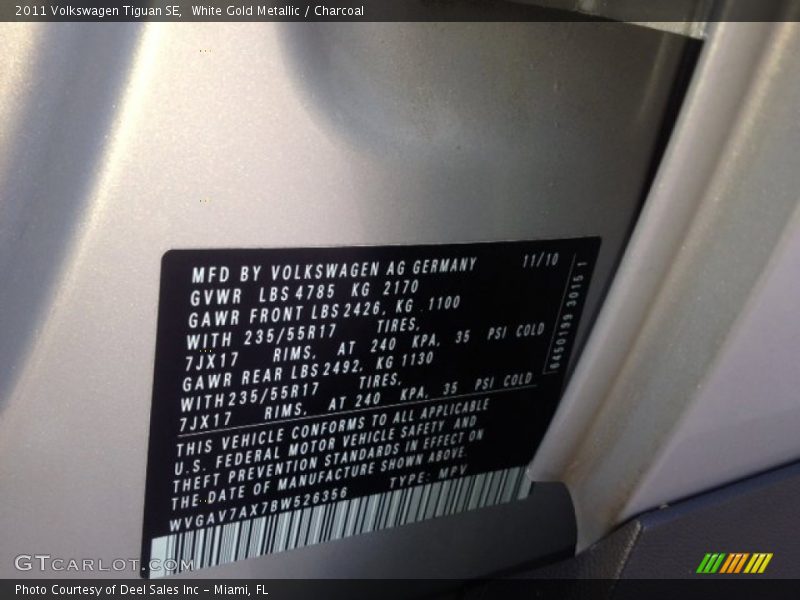 2011 Volkswagen Tiguan SE, White Gold Metallic / Charcoal
MFD BY VOLKSWAGEN AG GERMANY 11/10
GVWR LBS 4785 KG 2170
GAWR FRONT LBS 2426, KG 1100
WITH 235/55R17 TIRES,
7JX17 RIMS, AT 240 KPA, 35 PSI COLD
GAWR REAR LBS 2492, KG 1130
WITH 235/55R17 TIRES,
7JX17 RIMS, AT 240 KPA, 35 PSI COLD
THIS VEHICLE CONFORMS TO ALL APPLICABLE
U.S. FEDERAL MOTOR VEHICLE SAFETY AND
THEFT PREVENTION STANDARDS IN EFFECT ON
THE DATE OF MANUFACTURE SHOWN ABOVE.
WVGAV7AX7BW526356 TYPE: MPV
6450199 3015 1
GTcarlot.com
Photo Courtesy of Deel Sales Inc - Miami, FL